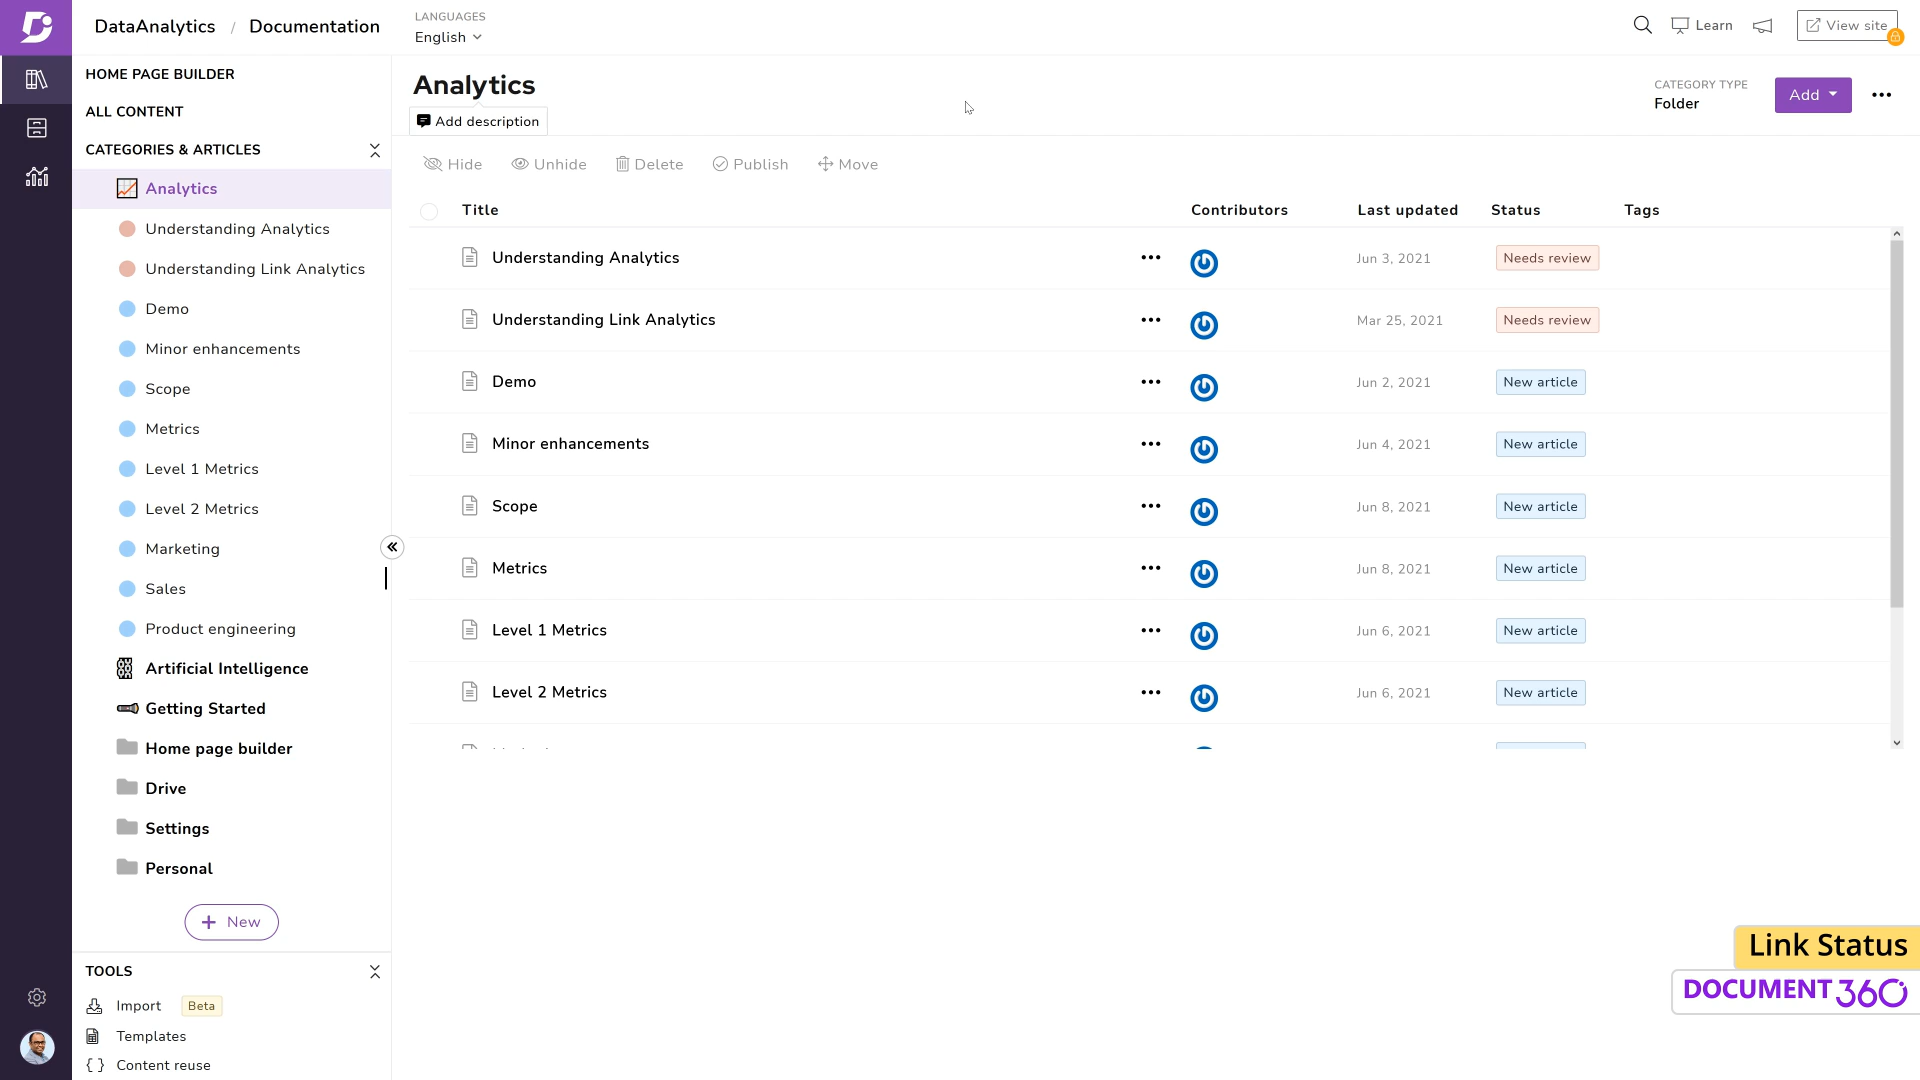 DataAnalytics / Documentation
LANGUAGES
English
Learn
View site
HOME PAGE BUILDER
ALL CONTENT
CATEGORIES & ARTICLES
Analytics
Understanding Analytics
Understanding Link Analytics
Demo
Minor enhancements
Scope
Metrics
Level 1 Metrics
Level 2 Metrics
Marketing
Sales
Product engineering
Artificial Intelligence
Getting Started
Home page builder
Drive
Settings
Personal
+ New
TOOLS
Import Beta
Templates
{ } Content reuse
Analytics
Add description
CATEGORY TYPE
Folder
Add
Hide Unhide Delete Publish Move
Title Contributors Last updated Status Tags
Understanding Analytics Jun 3, 2021 Needs review
Understanding Link Analytics Mar 25, 2021 Needs review
Demo Jun 2, 2021 New article
Minor enhancements Jun 4, 2021 New article
Scope Jun 8, 2021 New article
Metrics Jun 8, 2021 New article
Level 1 Metrics Jun 6, 2021 New article
Level 2 Metrics Jun 6, 2021 New article
Link Status
DOCUMENT360